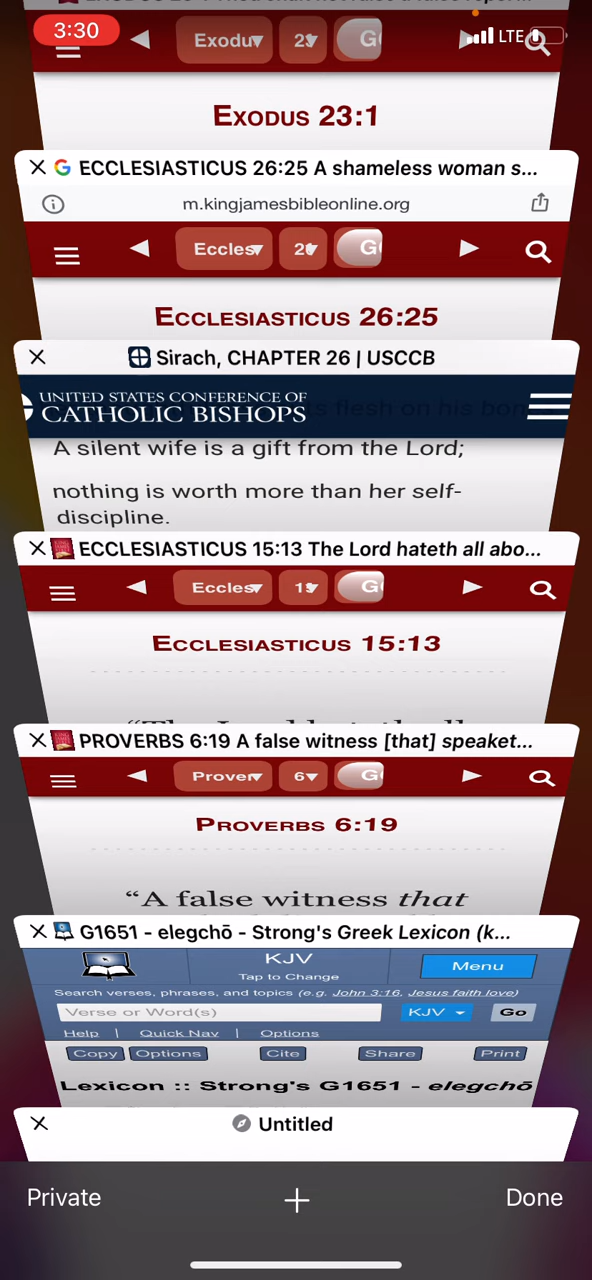 3:30
LTE
Exodu
23
Exodus 23:1
ECCLESIASTICUS 26:25 A shameless woman s...
m.kingjamesbibleonline.org
Eccles
Ecclesiasticus 26:25
Sirach, CHAPTER 26 | USCCB
UNITED STATES CONFERENCE OF
CATHOLIC BISHOPS
A silent wife is a gift from the Lord;
nothing is worth more than her self-
discipline.
ECCLESIASTICUS 15:13 The Lord hateth all abo...
Eccles
Ecclesiasticus 15:13
PROVERBS 6:19 A false witness [that] speaket...
Prover
6
Proverbs 6:19
“A false witness that
G1651 - elegchō - Strong's Greek Lexicon (k...
KJV
Tap to Change
Menu
Search verses, phrases, and topics (e.g. John 3:16, Jesus faith love)
Verse or Word(s)
KJV
Go
Help | Quick Nav | Options
Copy Options Cite Share Print
Lexicon :: Strong's G1651 - elegchō
Untitled
Private
Done